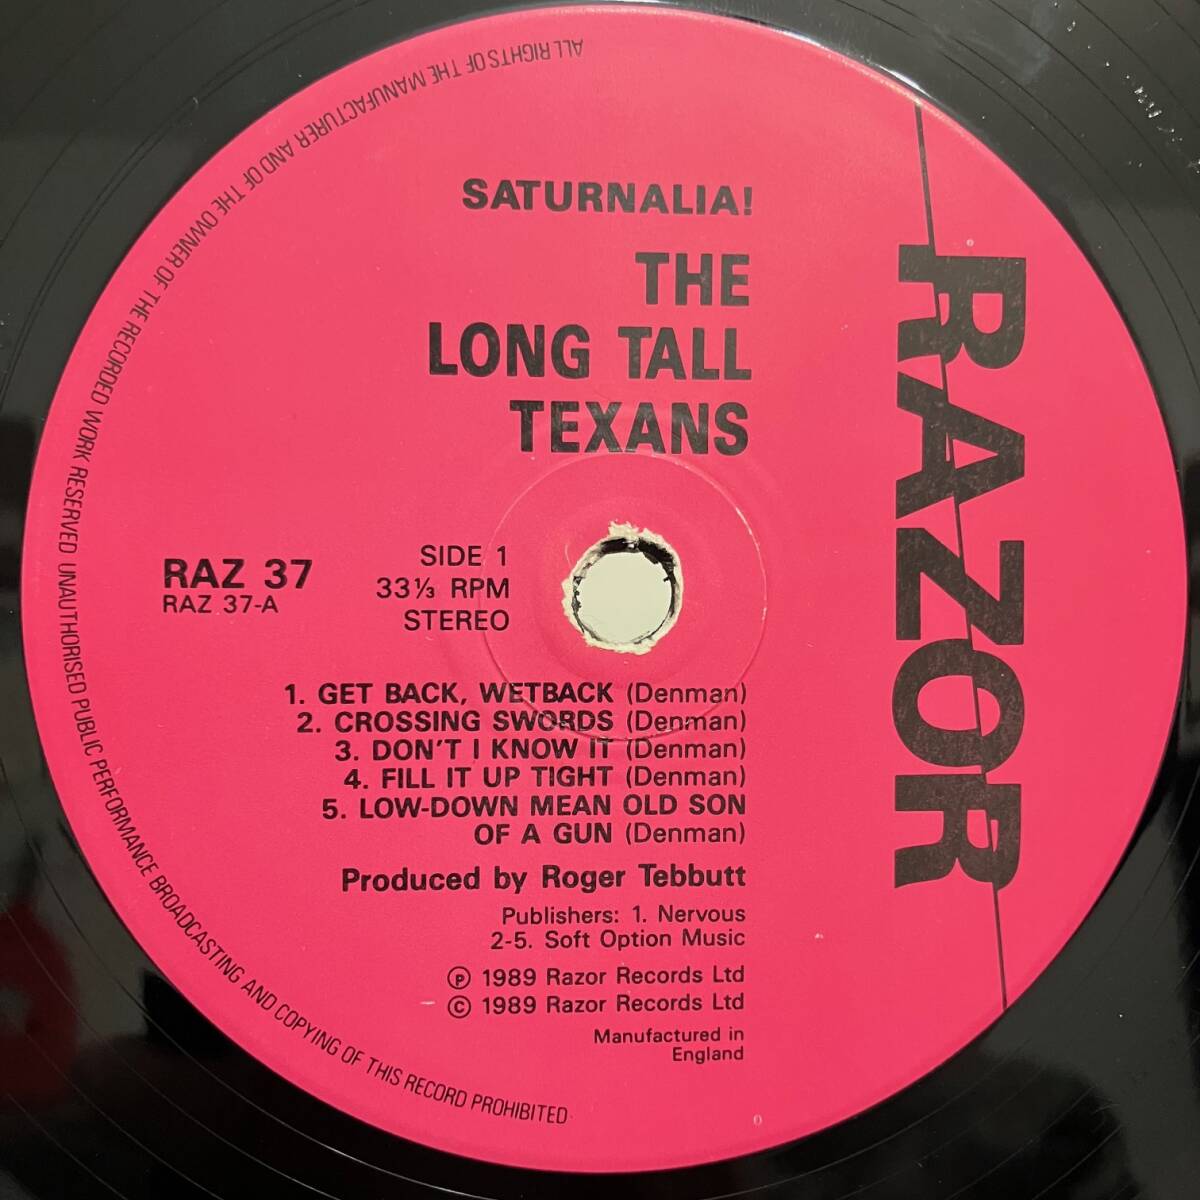 SATURNALIA!
THE
LONG TALL
TEXANS
RAZOR
RAZ 37
RAZ 37-A
SIDE 1
33⅓ RPM
STEREO
1. GET BACK, WETBACK (Denman)
2. CROSSING SWORDS (Denman)
3. DON'T I KNOW IT (Denman)
4. FILL IT UP TIGHT (Denman)
5. LOW-DOWN MEAN OLD SON
OF A GUN (Denman)
Produced by Roger Tebbutt
Publishers: 1. Nervous
2-5. Soft Option Music
Ⓟ 1989 Razor Records Ltd
© 1989 Razor Records Ltd
Manufactured in
England
ALL RIGHTS OF THE MANUFACTURER AND OF THE OWNER OF THE RECORDED WORK RESERVED UNAUTHORISED PUBLIC PERFORMANCE BROADCASTING AND COPYING OF THIS RECORD PROHIBITED